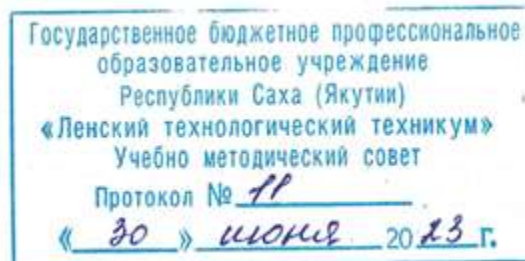 Государственное бюджетное профессиональное
образовательное учреждение
Республики Саха (Якутии)
«Ленский технологический техникум»
Учебно методический совет
Протокол № 11
« 30 » июня 2023 г.